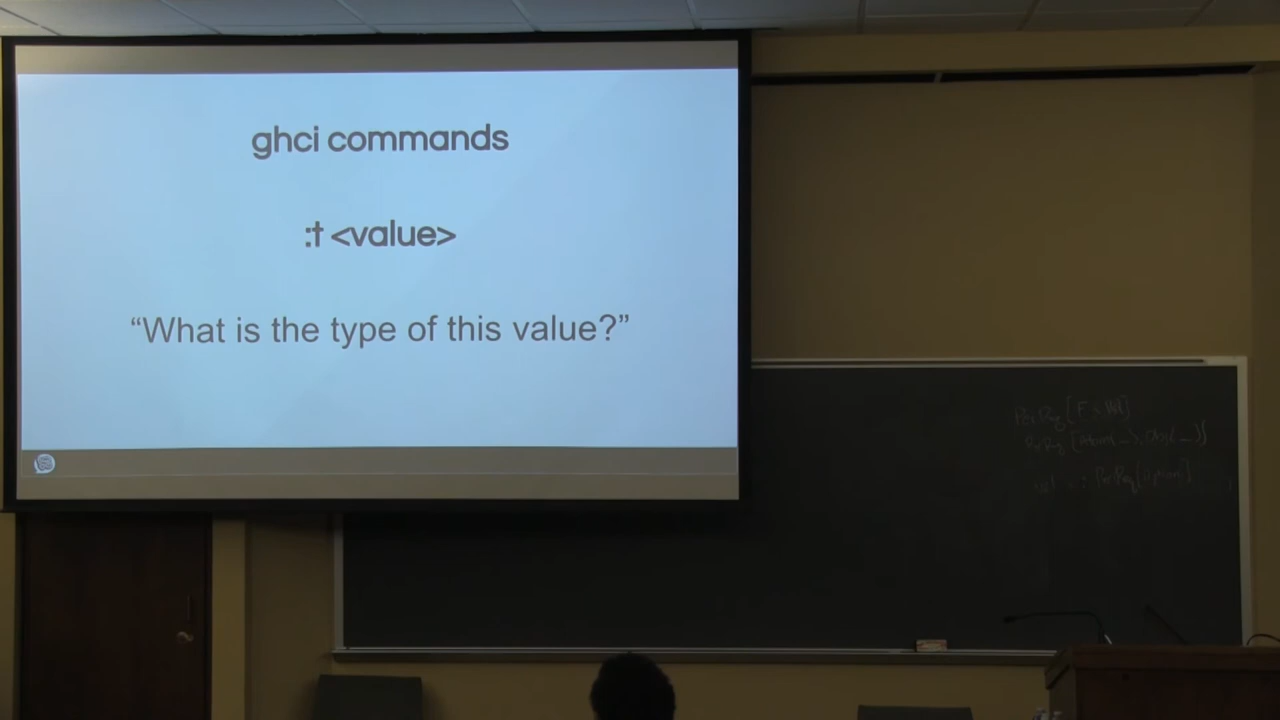 ghci commands
:t <value>
“What is the type of this value?”